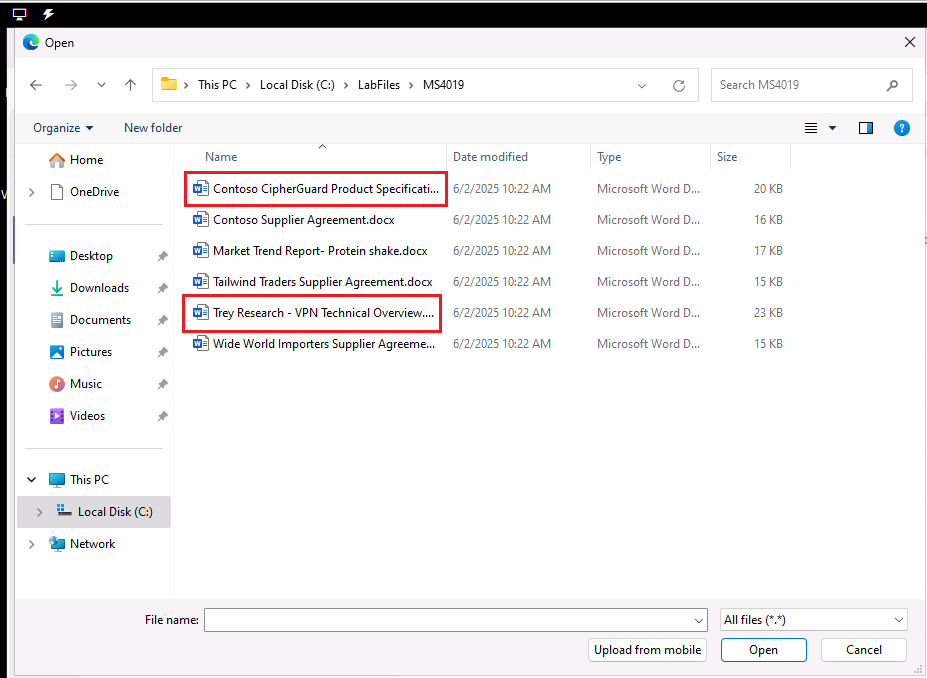 Open
This PC > Local Disk (C:) > LabFiles > MS4019
Search MS4019
Organize
New folder
Name
Date modified
Type
Size
Home
OneDrive
Desktop
Downloads
Documents
Pictures
Music
Videos
This PC
Local Disk (C:)
Network
Contoso CipherGuard Product Specificati... 6/2/2025 10:22 AM Microsoft Word D... 20 KB
Contoso Supplier Agreement.docx 6/2/2025 10:22 AM Microsoft Word D... 16 KB
Market Trend Report- Protein shake.docx 6/2/2025 10:22 AM Microsoft Word D... 17 KB
Tailwind Traders Supplier Agreement.docx 6/2/2025 10:22 AM Microsoft Word D... 15 KB
Trey Research - VPN Technical Overview.... 6/2/2025 10:22 AM Microsoft Word D... 23 KB
Wide World Importers Supplier Agreeme... 6/2/2025 10:22 AM Microsoft Word D... 15 KB
File name:
All files (*.*)
Upload from mobile
Open
Cancel